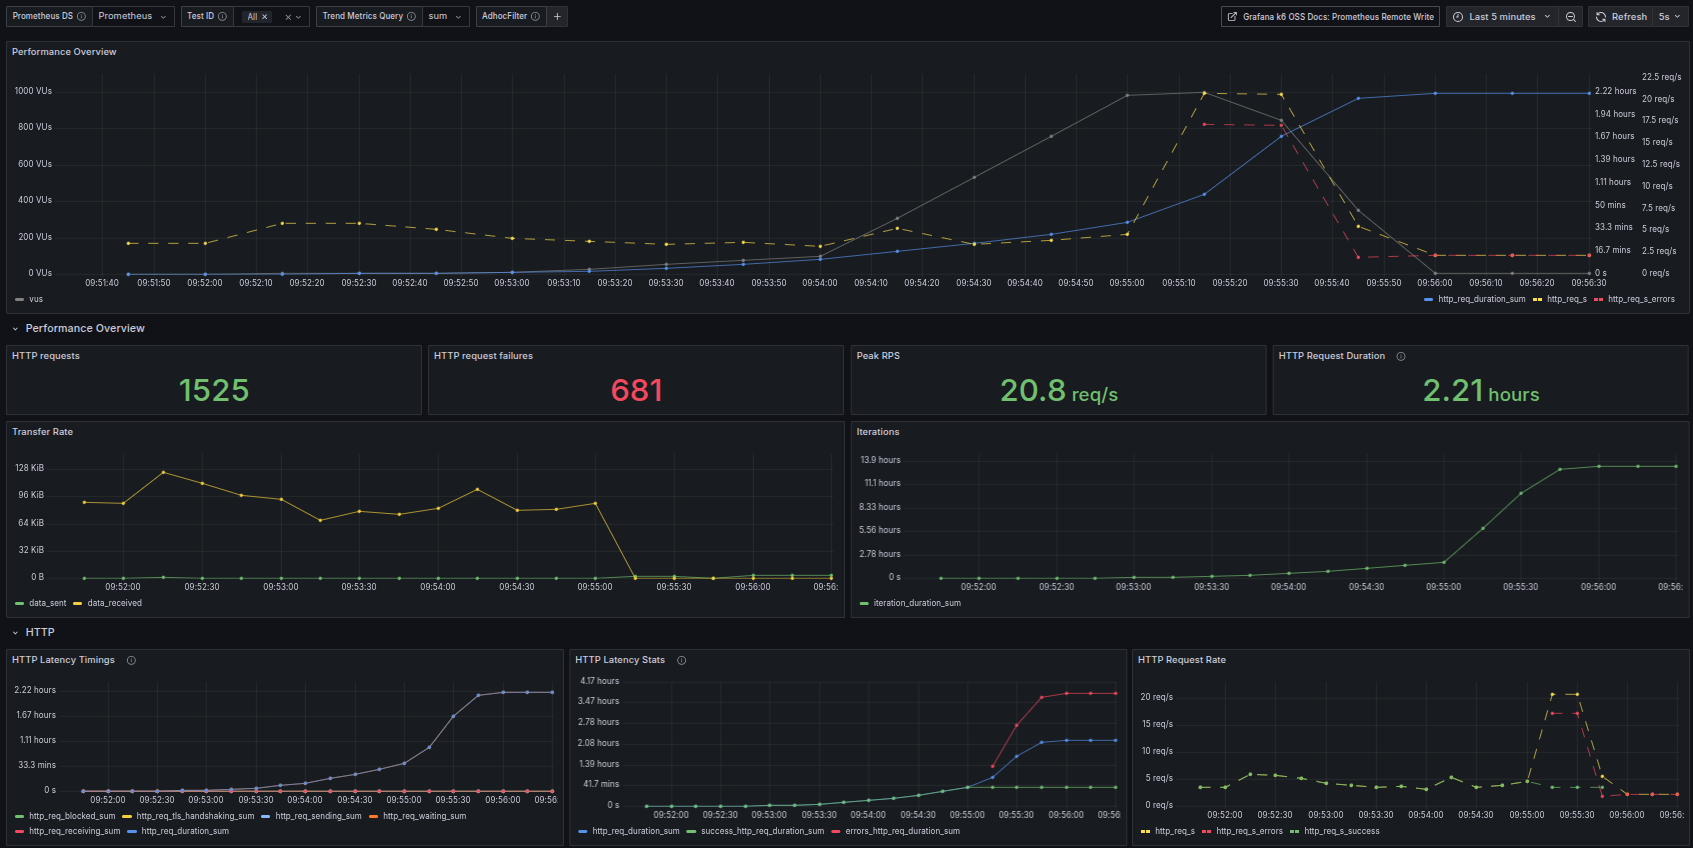 Prometheus DS Prometheus Test ID All Trend Metrics Query sum AdhocFilter + Grafana k6 OSS Docs: Prometheus Remote Write Last 5 minutes Refresh 5s
Performance Overview
22.5 req/s
1000 VUs 2.22 hours 20 req/s
800 VUs 1.94 hours 17.5 req/s
600 VUs 1.67 hours 15 req/s
400 VUs 1.39 hours 12.5 req/s
200 VUs 1.11 hours 10 req/s
0 VUs 50 mins 7.5 req/s
33.3 mins 5 req/s
16.7 mins 2.5 req/s
0 s 0 req/s
09:51:40 09:51:50 09:52:00 09:52:10 09:52:20 09:52:30 09:52:40 09:52:50 09:53:00 09:53:10 09:53:20 09:53:30 09:53:40 09:53:50 09:54:00 09:54:10 09:54:20 09:54:30 09:54:40 09:54:50 09:55:00 09:55:10 09:55:20 09:55:30 09:55:40 09:55:50 09:56:00 09:56:10 09:56:20 09:56:30
vus http_req_duration_sum http_req_s http_req_s_errors
Performance Overview
HTTP requests
1525
HTTP request failures
681
Peak RPS
20.8 req/s
HTTP Request Duration
2.21 hours
Transfer Rate
128 KiB
96 KiB
64 KiB
32 KiB
0 B
09:52:00 09:52:30 09:53:00 09:53:30 09:54:00 09:54:30 09:55:00 09:55:30 09:56:00 09:56:
data_sent data_received
Iterations
13.9 hours
11.1 hours
8.33 hours
5.56 hours
2.78 hours
0 s
09:52:00 09:52:30 09:53:00 09:53:30 09:54:00 09:54:30 09:55:00 09:55:30 09:56:00 09:56:
iteration_duration_sum
HTTP
HTTP Latency Timings
2.22 hours
1.67 hours
1.11 hours
33.3 mins
0 s
09:52:00 09:52:30 09:53:00 09:53:30 09:54:00 09:54:30 09:55:00 09:55:30 09:56:00 09:56
http_req_blocked_sum http_req_tls_handshaking_sum http_req_sending_sum http_req_waiting_sum
http_req_receiving_sum http_req_duration_sum
HTTP Latency Stats
4.17 hours
3.47 hours
2.78 hours
2.08 hours
1.39 hours
41.7 mins
0 s
09:52:00 09:52:30 09:53:00 09:53:30 09:54:00 09:54:30 09:55:00 09:55:30 09:56:00 09:56
http_req_duration_sum success_http_req_duration_sum errors_http_req_duration_sum
HTTP Request Rate
20 req/s
15 req/s
10 req/s
5 req/s
0 req/s
09:52:00 09:52:30 09:53:00 09:53:30 09:54:00 09:54:30 09:55:00 09:55:30 09:56:00 09:56:
http_req_s http_req_s_errors http_req_s_success